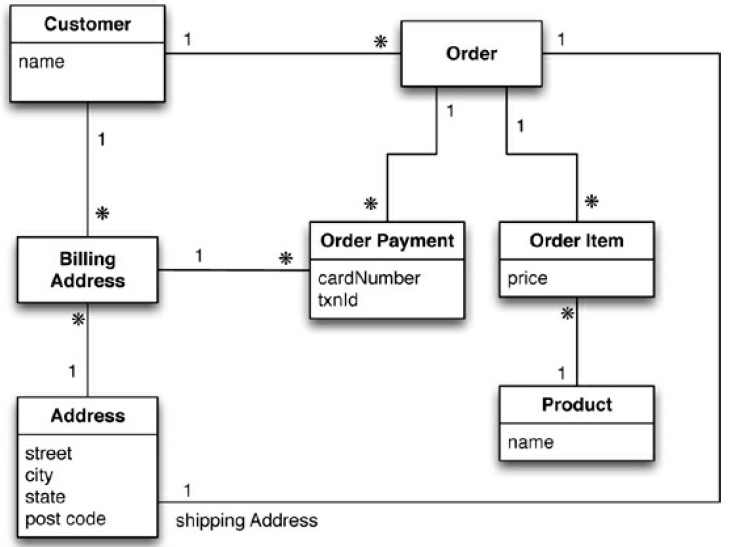 Customer
name
1
*
Order
1
1
*
1
*
1
*
Billing
Address
1
*
Order Payment
cardNumber
txnId
Order Item
price
*
1
*
1
Product
name
Address
street
city
state
post code
1
shipping Address